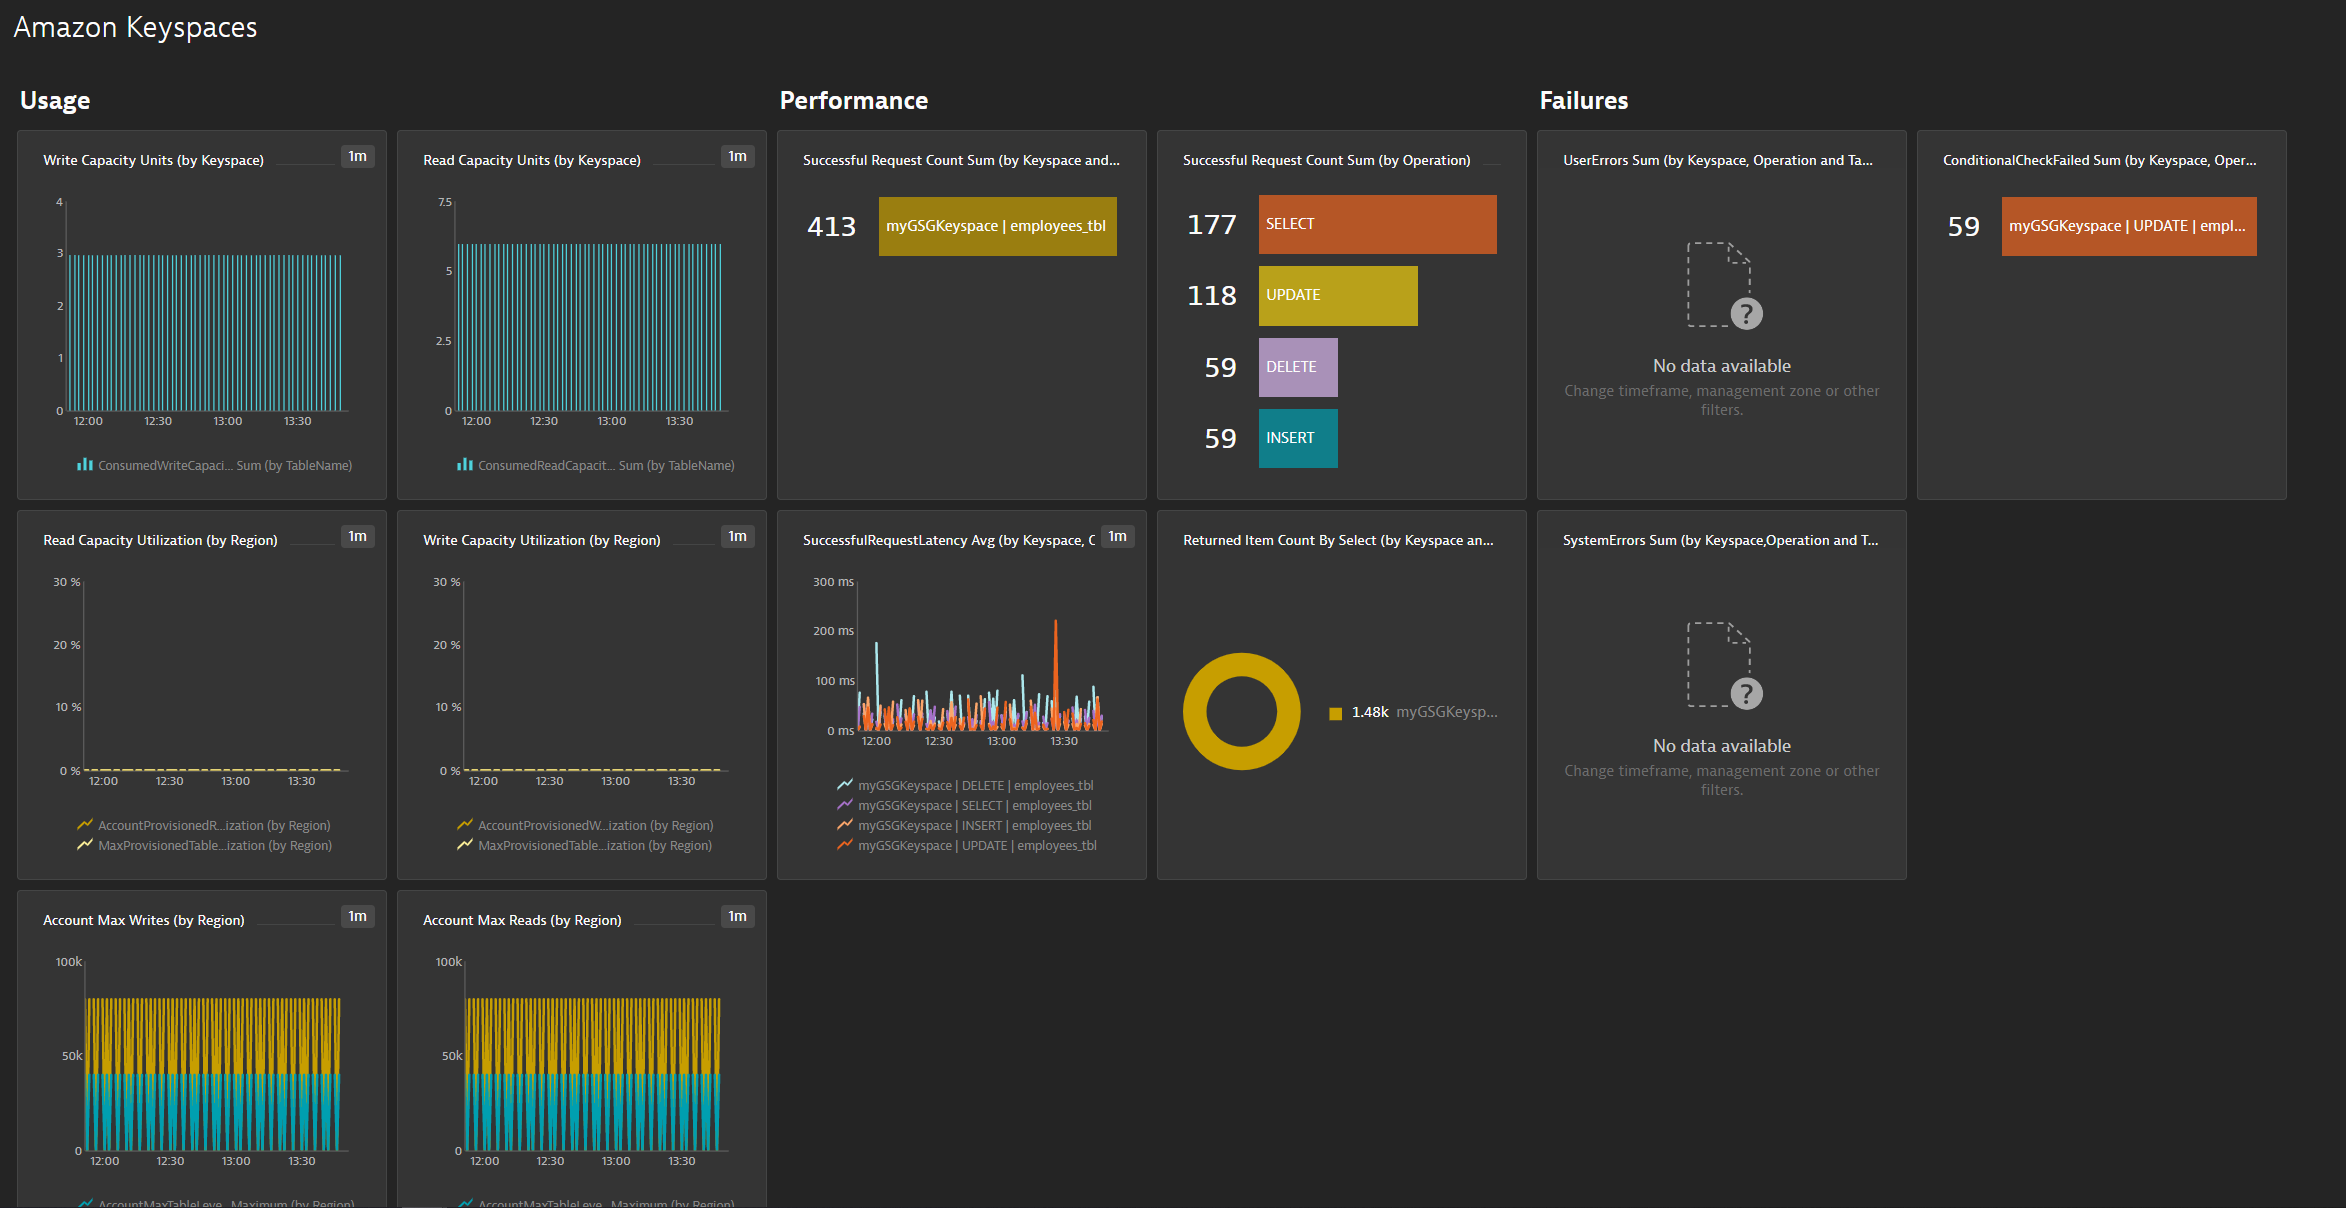 Amazon Keyspaces
Usage
Performance
Failures
Write Capacity Units (by Keyspace)
1m
4
3
2
1
0
12:00
12:30
13:00
13:30
ConsumedWriteCapaci... Sum (by TableName)
Read Capacity Units (by Keyspace)
1m
7.5
5
2.5
0
12:00
12:30
13:00
13:30
ConsumedReadCapacit... Sum (by TableName)
Successful Request Count Sum (by Keyspace and...
413
myGSGKeyspace | employees_tbl
Successful Request Count Sum (by Operation)
177
SELECT
118
UPDATE
59
DELETE
59
INSERT
UserErrors Sum (by Keyspace, Operation and Ta...
?
No data available
Change timeframe, management zone or other
filters.
ConditionalCheckFailed Sum (by Keyspace, Oper...
59
myGSGKeyspace | UPDATE | empl...
Read Capacity Utilization (by Region)
1m
30 %
20 %
10 %
0 %
12:00
12:30
13:00
13:30
AccountProvisionedR...ization (by Region)
MaxProvisionedTable...ization (by Region)
Write Capacity Utilization (by Region)
1m
30 %
20 %
10 %
0 %
12:00
12:30
13:00
13:30
AccountProvisionedW...ization (by Region)
MaxProvisionedTable...ization (by Region)
SuccessfulRequestLatency Avg (by Keyspace, 
1m
300 ms
200 ms
100 ms
0 ms
12:00
12:30
13:00
13:30
myGSGKeyspace | DELETE | employees_tbl
myGSGKeyspace | SELECT | employees_tbl
myGSGKeyspace | INSERT | employees_tbl
myGSGKeyspace | UPDATE | employees_tbl
Returned Item Count By Select (by Keyspace an...
1.48k myGSGKeysp...
SystemErrors Sum (by Keyspace,Operation and T...
?
No data available
Change timeframe, management zone or other
filters.
Account Max Writes (by Region)
1m
100k
50k
0
12:00
12:30
13:00
13:30
AccountMaxTableLeve...Maximum (by Region)
Account Max Reads (by Region)
1m
100k
50k
0
12:00
12:30
13:00
13:30
AccountMaxTableLeve...Maximum (by Region)